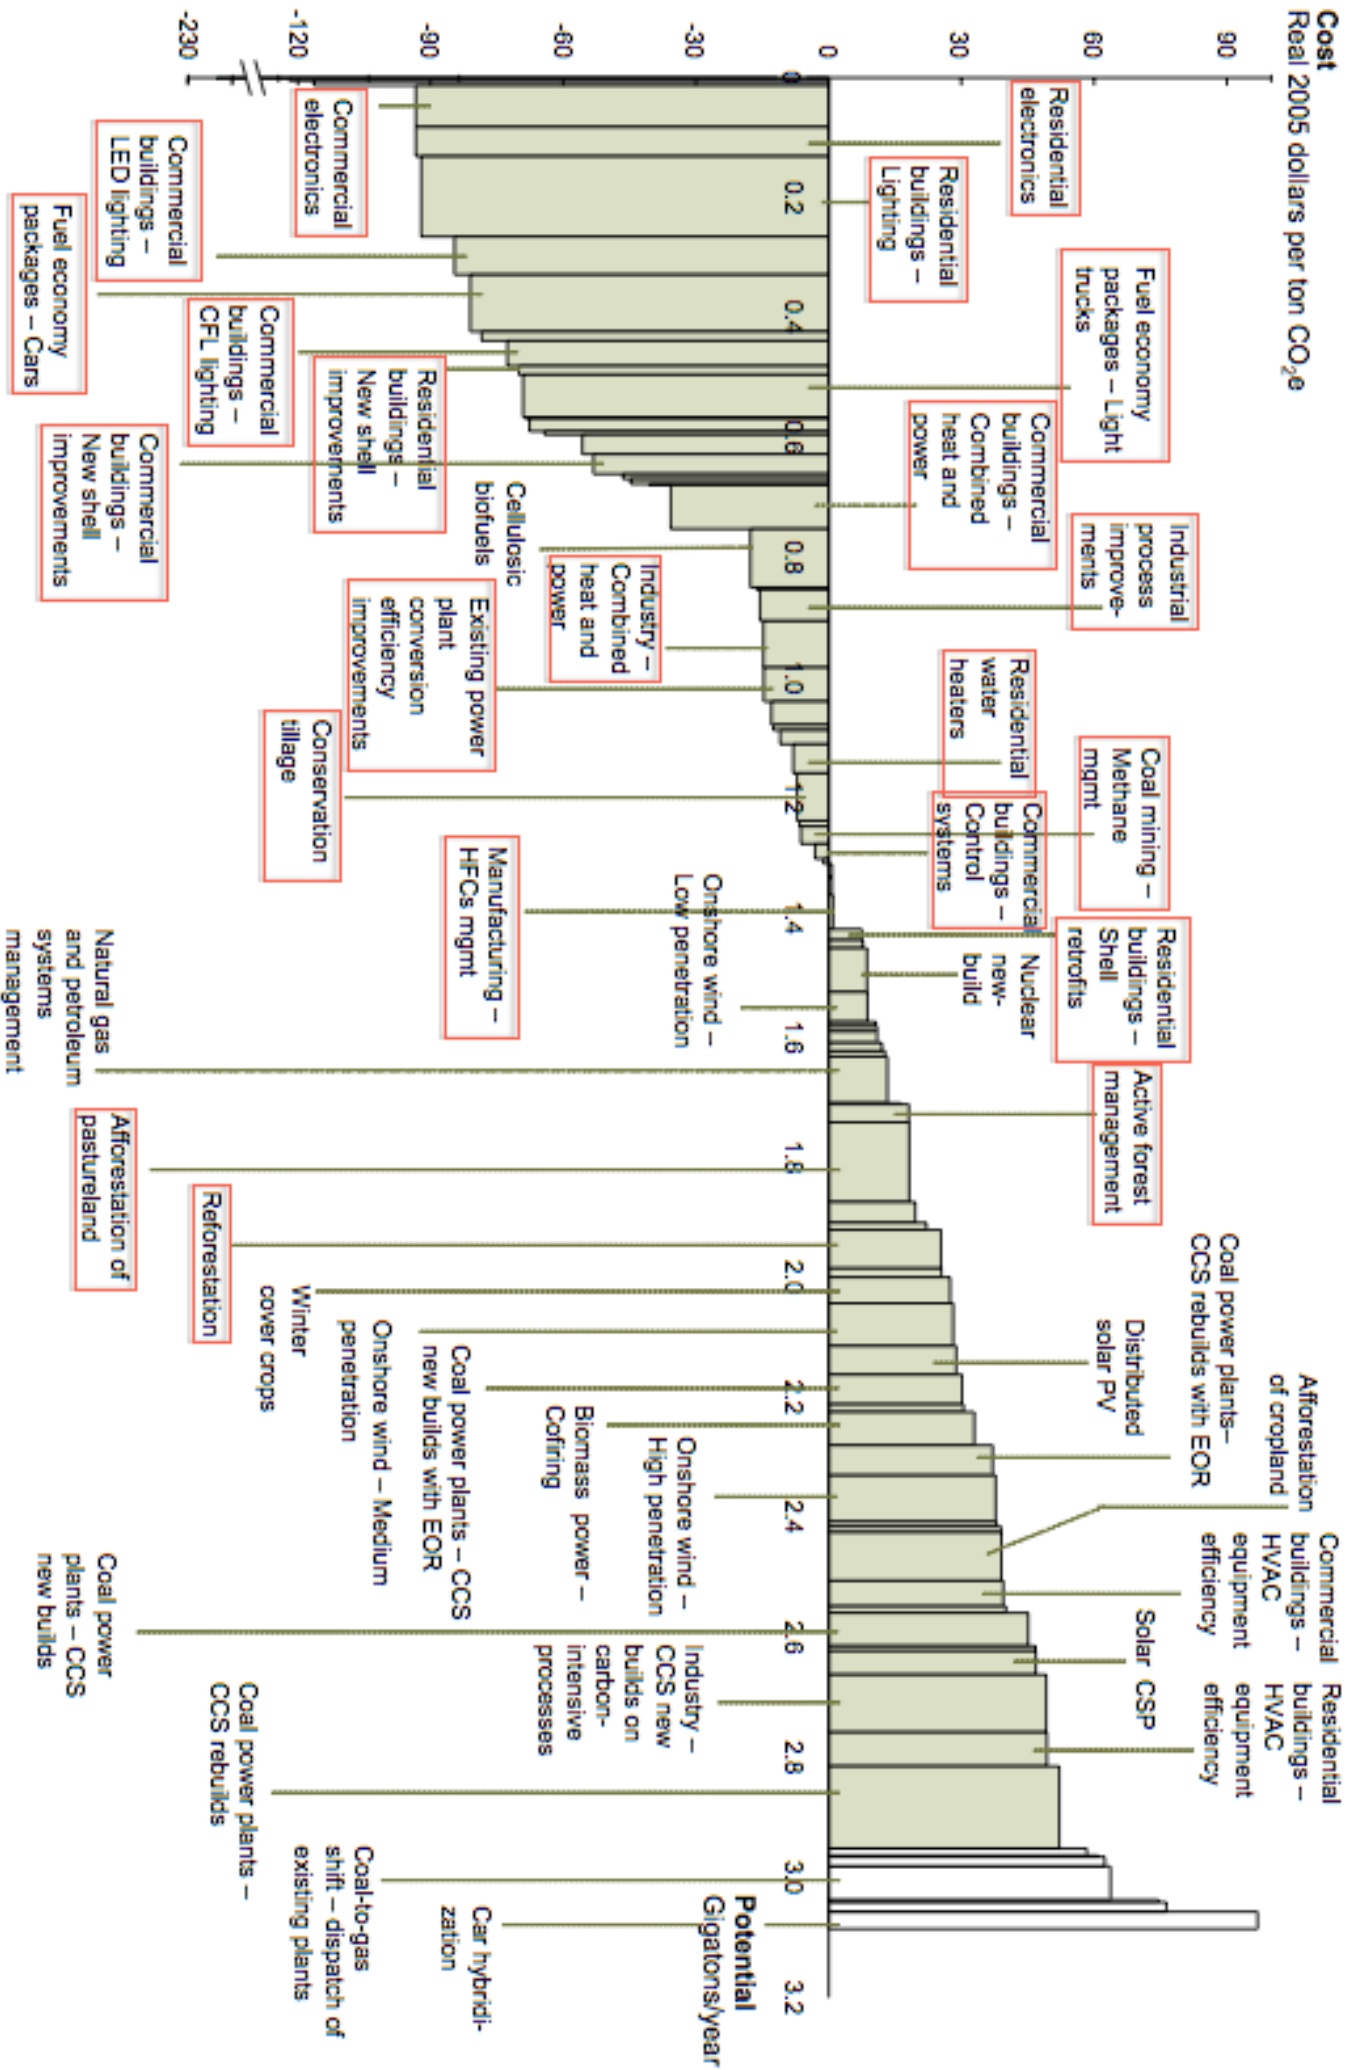 Cost
Real 2005 dollars per ton CO₂e
90
60
30
0
-30
-60
-90
-120
-230
0
0.2
0.4
0.6
0.8
1.0
1.2
1.4
1.6
1.8
2.0
2.2
2.4
2.6
2.8
3.0
3.2
Potential
Gigatons/year
Residential
electronics
Residential
buildings –
Lighting
Fuel economy
packages – Light
trucks
Commercial
buildings –
Combined
heat and
power
Industrial
process
improve-
ments
Residential
water
heaters
Coal mining –
Methane
mgmt
Commercial
buildings –
Control
systems
Residential
buildings –
Shell
retrofits
Nuclear
new-
build
Active forest
management
Distributed
solar PV
Coal power plants–
CCS rebuilds with EOR
Afforestation
of cropland
Commercial
buildings –
HVAC
equipment
efficiency
Solar CSP
Residential
buildings –
HVAC
equipment
efficiency
Commercial
electronics
Commercial
buildings –
LED lighting
Fuel economy
packages – Cars
Commercial
buildings –
CFL lighting
Residential
buildings –
New shell
improvements
Commercial
buildings –
New shell
improvements
Cellulosic
biofuels
Industry –
Combined
heat and
power
Existing power
plant
conversion
efficiency
improvements
Conservation
tillage
Manufacturing –
HFCs mgmt
Onshore wind –
Low penetration
Natural gas
and petroleum
systems
management
Afforestation of
pastureland
Reforestation
Winter
cover crops
Onshore wind – Medium
penetration
Coal power plants – CCS
new builds with EOR
Biomass power –
Cofiring
Onshore wind –
High penetration
Coal power
plants – CCS
new builds
Industry –
CCS new
builds on
carbon-
intensive
processes
Coal power plants –
CCS rebuilds
Coal-to-gas
shift – dispatch of
existing plants
Car hybridi-
zation